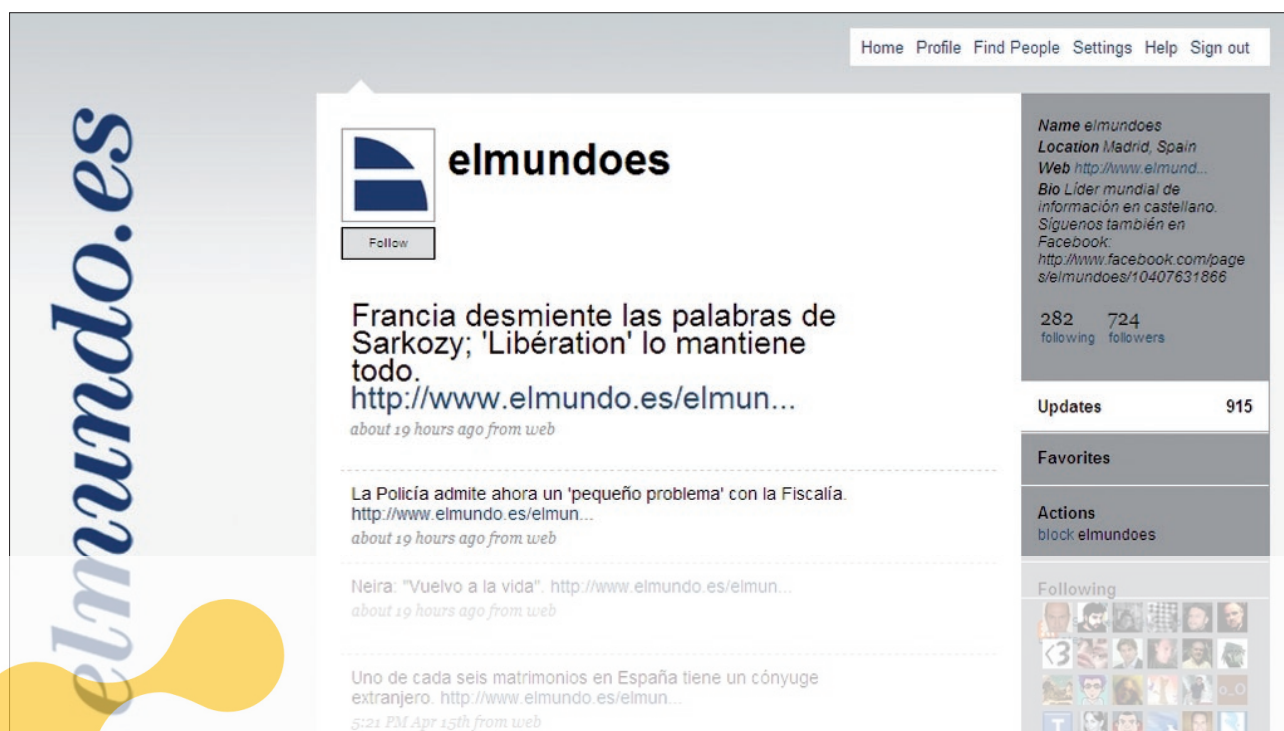 Home Profile Find People Settings Help Sign out
elmundo.es
elmundoes
Follow
Francia desmiente las palabras de
Sarkozy; 'Libération' lo mantiene
todo.
http://www.elmundo.es/elmun...
about 19 hours ago from web
La Policía admite ahora un 'pequeño problema' con la Fiscalía.
http://www.elmundo.es/elmun...
about 19 hours ago from web
Neira: "Vuelvo a la vida". http://www.elmundo.es/elmun...
about 19 hours ago from web
Uno de cada seis matrimonios en España tiene un cónyuge
extranjero. http://www.elmundo.es/elmun...
5:21 PM Apr 15th from web
Name elmundoes
Location Madrid, Spain
Web http://www.elmund...
Bio Líder mundial de
información en castellano.
Síguenos también en
Facebook:
http://www.facebook.com/page
s/elmundoes/10407631866
282 724
following followers
Updates 915
Favorites
Actions
block elmundoes
Following
<3
o_O
T